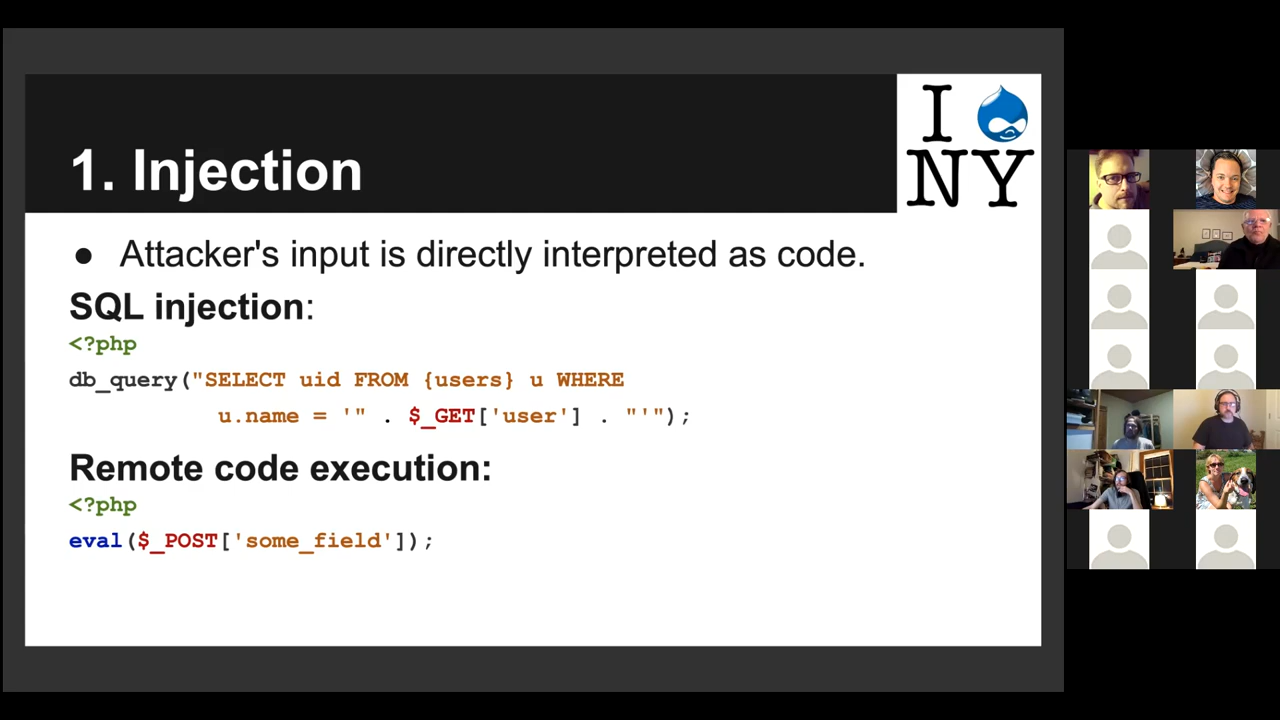 I
NY
1. Injection
● Attacker's input is directly interpreted as code.
SQL injection:
<?php
db_query("SELECT uid FROM {users} u WHERE
u.name = '" . $_GET['user'] . "'");
Remote code execution:
<?php
eval($_POST['some_field']);